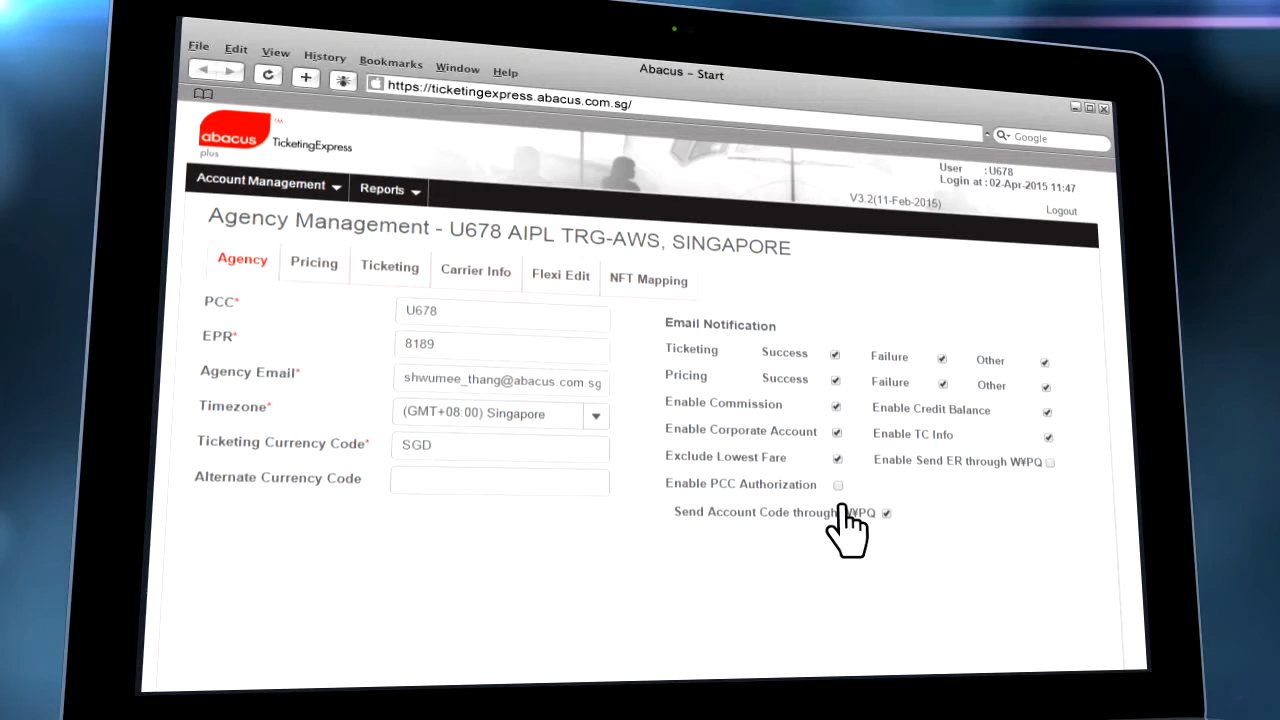 File Edit View History Bookmarks Window Help
Abacus - Start
https://ticketingexpress.abacus.com.sg/
Google
abacus TM
plus
TicketingExpress
User :U678
Login at :02-Apr-2015 11:47
V3.2(11-Feb-2015)
Logout
Account Management Reports
Agency Management - U678 AIPL TRG-AWS, SINGAPORE
Agency Pricing Ticketing Carrier Info Flexi Edit NFT Mapping
PCC* U678
EPR* 8189
Agency Email* shwumee_thang@abacus.com.sg
Timezone* (GMT+08:00) Singapore
Ticketing Currency Code* SGD
Alternate Currency Code
Email Notification
Ticketing Success Failure Other
Pricing Success Failure Other
Enable Commission Enable Credit Balance
Enable Corporate Account Enable TC Info
Exclude Lowest Fare Enable Send ER through W¥PQ
Enable PCC Authorization
Send Account Code through W¥PQ